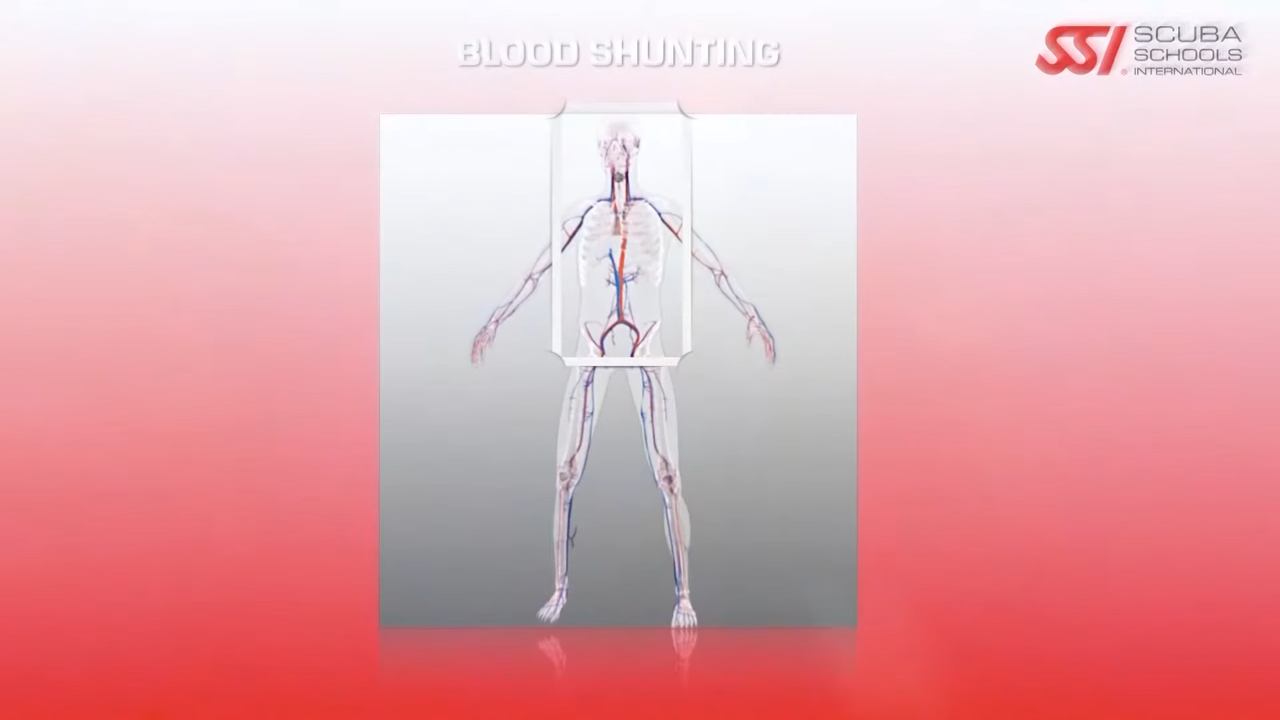 BLOOD SHUNTING
SSI
SCUBA
SCHOOLS
INTERNATIONAL